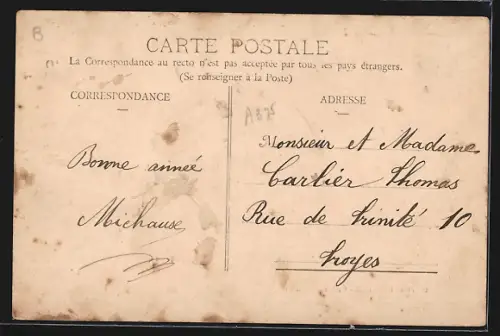 B
CARTE POSTALE
La Correspondance au recto n'est pas acceptée par tous les pays étrangers.
(Se renseigner à la Poste)
CORRESPONDANCE
ADRESSE
Bonne année
Michause
Monsieur et Madame
Carlier Thomas
Rue de Trinité 10
Troyes